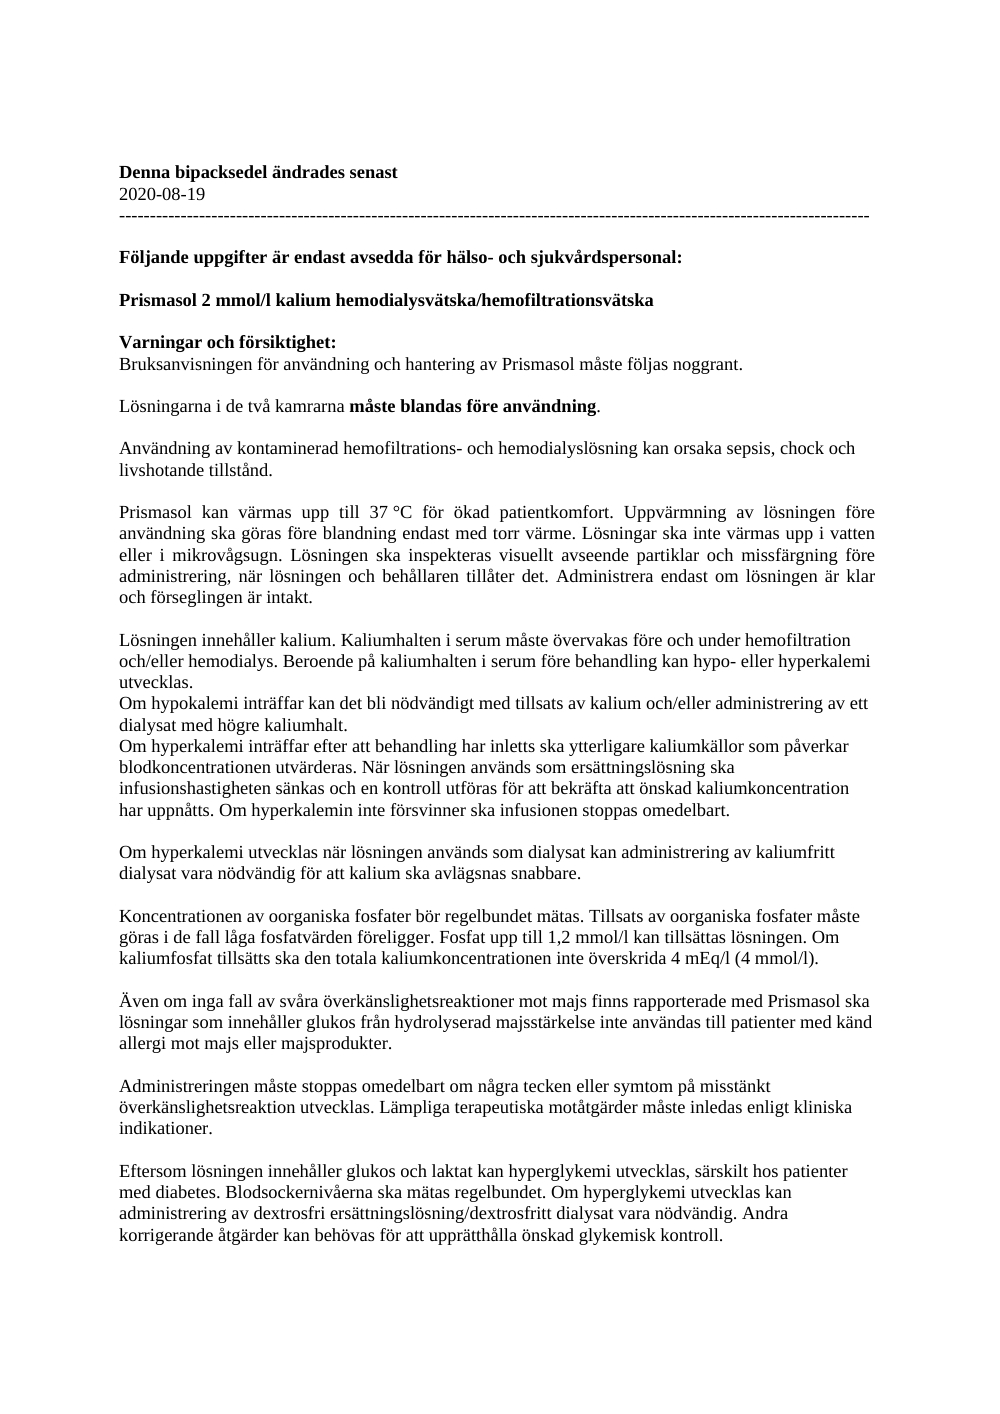 Denna bipacksedel ändrades senast
2020-08-19
--------------------------------------------------------------------------------------------------------------------------
Följande uppgifter är endast avsedda för hälso- och sjukvårdspersonal:
Prismasol 2 mmol/l kalium hemodialysvätska/hemofiltrationsvätska
Varningar och försiktighet:
Bruksanvisningen för användning och hantering av Prismasol måste följas noggrant.
Lösningarna i de två kamrarna måste blandas före användning.
Användning av kontaminerad hemofiltrations- och hemodialyslösning kan orsaka sepsis, chock och
livshotande tillstånd.
Prismasol kan värmas upp till 37 °C för ökad patientkomfort. Uppvärmning av lösningen före
användning ska göras före blandning endast med torr värme. Lösningar ska inte värmas upp i vatten
eller i mikrovågsugn. Lösningen ska inspekteras visuellt avseende partiklar och missfärgning före
administrering, när lösningen och behållaren tillåter det. Administrera endast om lösningen är klar
och förseglingen är intakt.
Lösningen innehåller kalium. Kaliumhalten i serum måste övervakas före och under hemofiltration
och/eller hemodialys. Beroende på kaliumhalten i serum före behandling kan hypo- eller hyperkalemi
utvecklas.
Om hypokalemi inträffar kan det bli nödvändigt med tillsats av kalium och/eller administrering av ett
dialysat med högre kaliumhalt.
Om hyperkalemi inträffar efter att behandling har inletts ska ytterligare kaliumkällor som påverkar
blodkoncentrationen utvärderas. När lösningen används som ersättningslösning ska
infusionshastigheten sänkas och en kontroll utföras för att bekräfta att önskad kaliumkoncentration
har uppnåtts. Om hyperkalemin inte försvinner ska infusionen stoppas omedelbart.
Om hyperkalemi utvecklas när lösningen används som dialysat kan administrering av kaliumfritt
dialysat vara nödvändig för att kalium ska avlägsnas snabbare.
Koncentrationen av oorganiska fosfater bör regelbundet mätas. Tillsats av oorganiska fosfater måste
göras i de fall låga fosfatvärden föreligger. Fosfat upp till 1,2 mmol/l kan tillsättas lösningen. Om
kaliumfosfat tillsätts ska den totala kaliumkoncentrationen inte överskrida 4 mEq/l (4 mmol/l).
Även om inga fall av svåra överkänslighetsreaktioner mot majs finns rapporterade med Prismasol ska
lösningar som innehåller glukos från hydrolyserad majsstärkelse inte användas till patienter med känd
allergi mot majs eller majsprodukter.
Administreringen måste stoppas omedelbart om några tecken eller symtom på misstänkt
överkänslighetsreaktion utvecklas. Lämpliga terapeutiska motåtgärder måste inledas enligt kliniska
indikationer.
Eftersom lösningen innehåller glukos och laktat kan hyperglykemi utvecklas, särskilt hos patienter
med diabetes. Blodsockernivåerna ska mätas regelbundet. Om hyperglykemi utvecklas kan
administrering av dextrosfri ersättningslösning/dextrosfritt dialysat vara nödvändig. Andra
korrigerande åtgärder kan behövas för att upprätthålla önskad glykemisk kontroll.